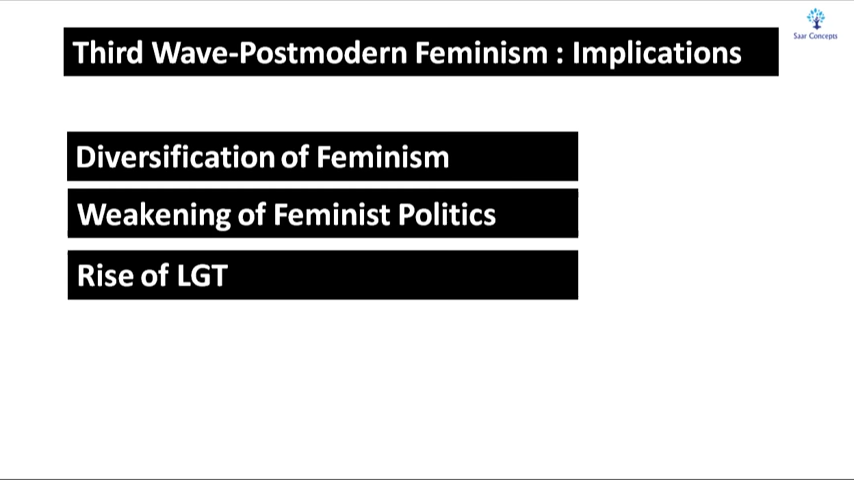 Third Wave-Postmodern Feminism : Implications
Saar Concepts
Diversification of Feminism
Weakening of Feminist Politics
Rise of LGT